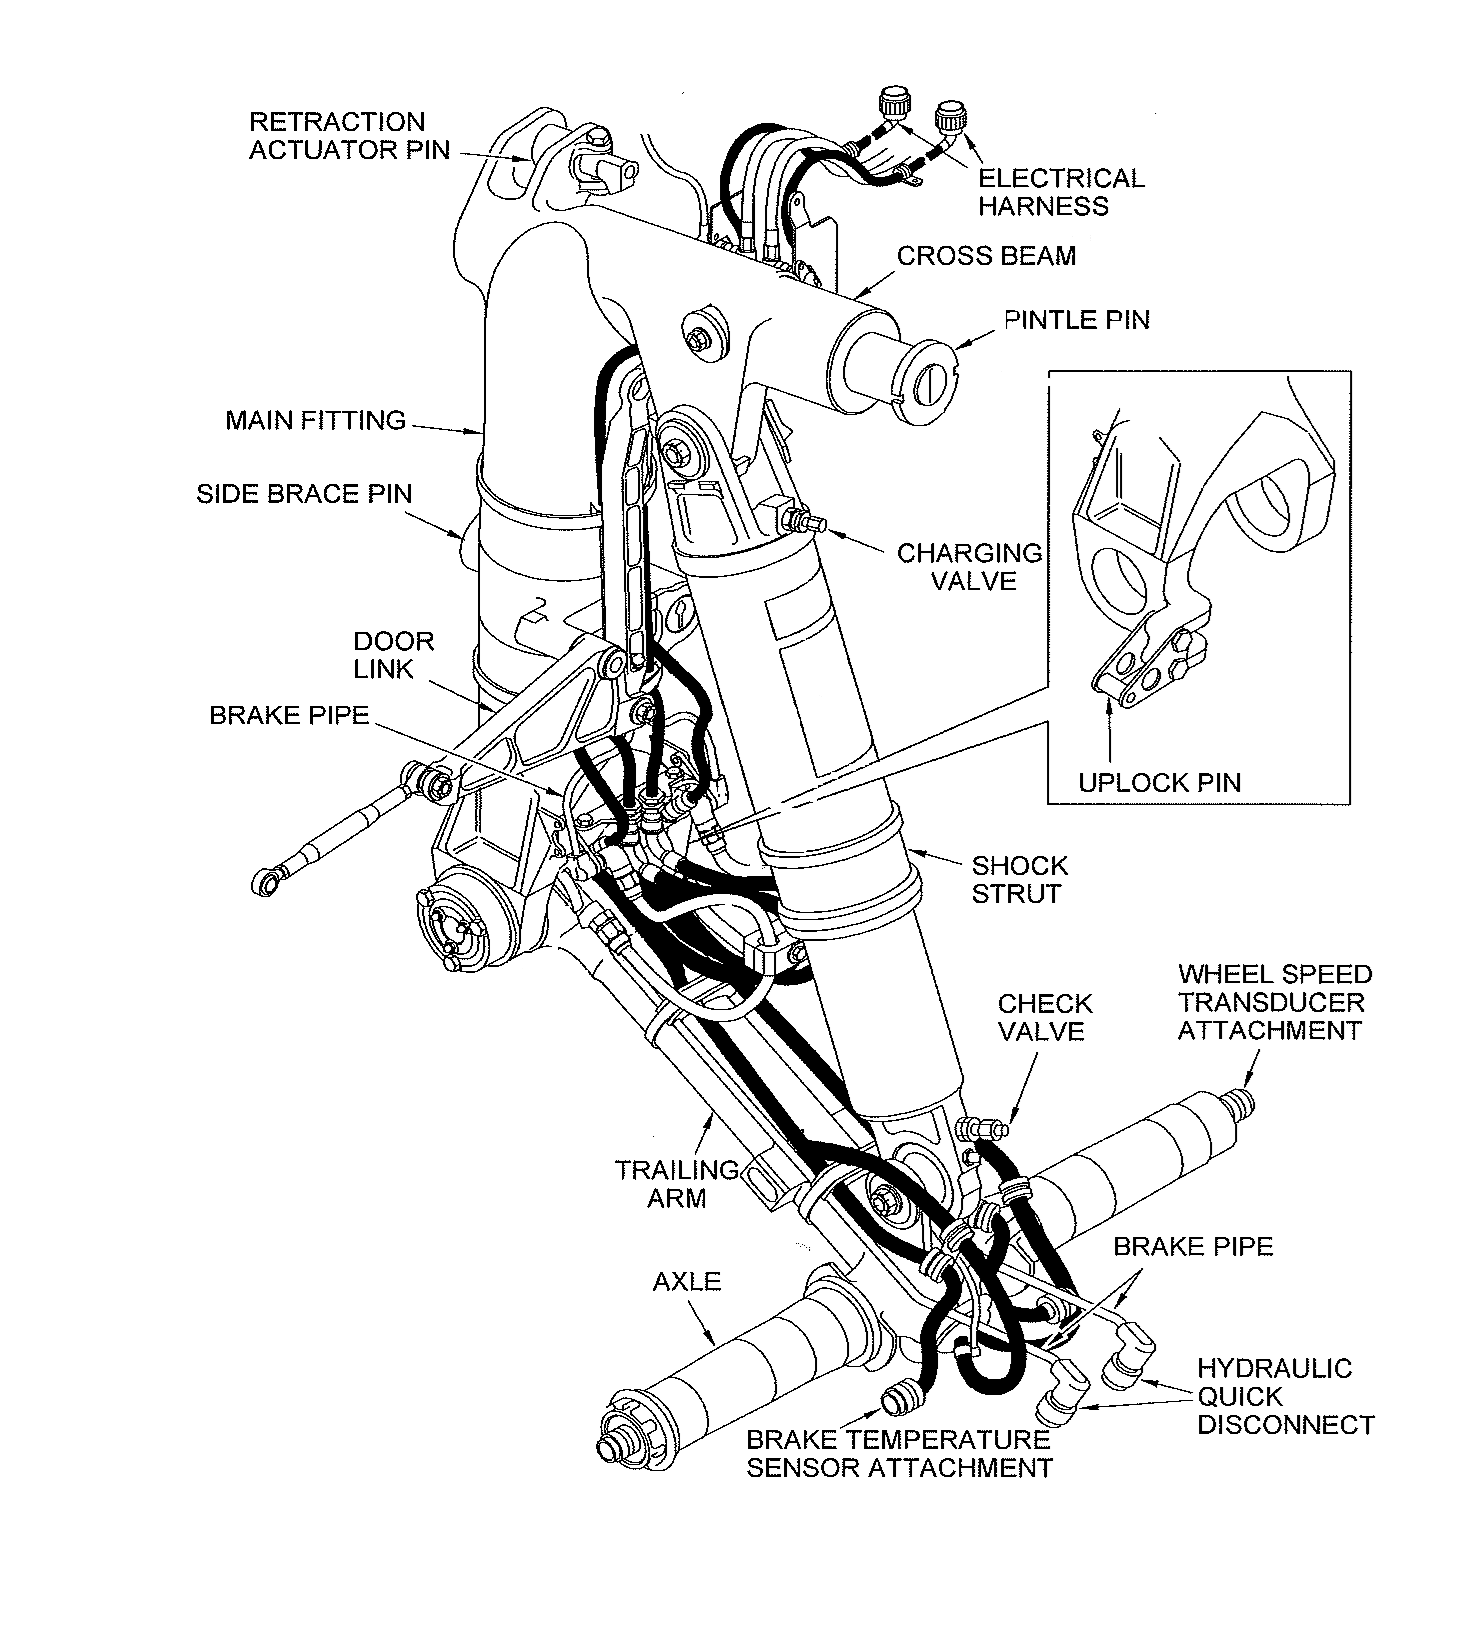 RETRACTION
ACTUATOR PIN
ELECTRICAL
HARNESS
CROSS BEAM
PINTLE PIN
MAIN FITTING
SIDE BRACE PIN
CHARGING
VALVE
DOOR
LINK
BRAKE PIPE
UPLOCK PIN
SHOCK
STRUT
WHEEL SPEED
TRANSDUCER
ATTACHMENT
CHECK
VALVE
TRAILING
ARM
BRAKE PIPE
AXLE
HYDRAULIC
QUICK
DISCONNECT
BRAKE TEMPERATURE
SENSOR ATTACHMENT